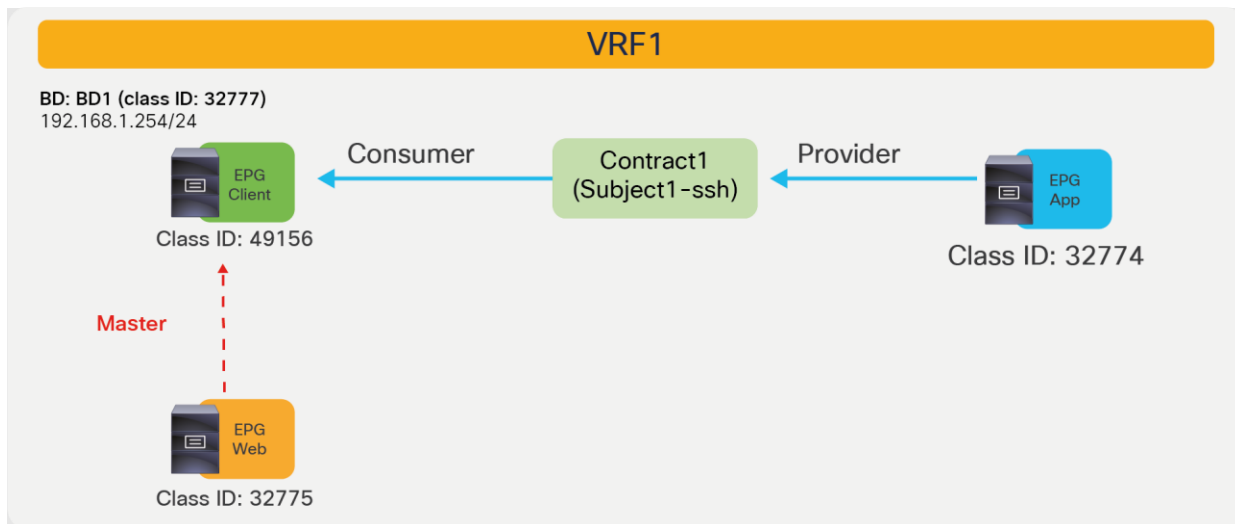 VRF1
BD: BD1 (class ID: 32777)
192.168.1.254/24
EPG
Client
Class ID: 49156
Consumer
Contract1
(Subject1-ssh)
Provider
EPG
App
Class ID: 32774
Master
EPG
Web
Class ID: 32775